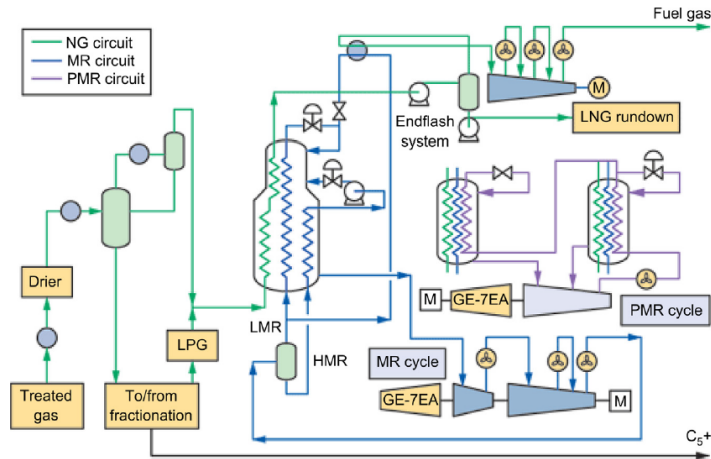 Fuel gas
NG circuit
MR circuit
PMR circuit
M
Endflash
system
LNG rundown
Drier
M
GE-7EA
PMR cycle
LMR
LPG
HMR
MR cycle
Treated
gas
To/from
fractionation
GE-7EA
M
C5+